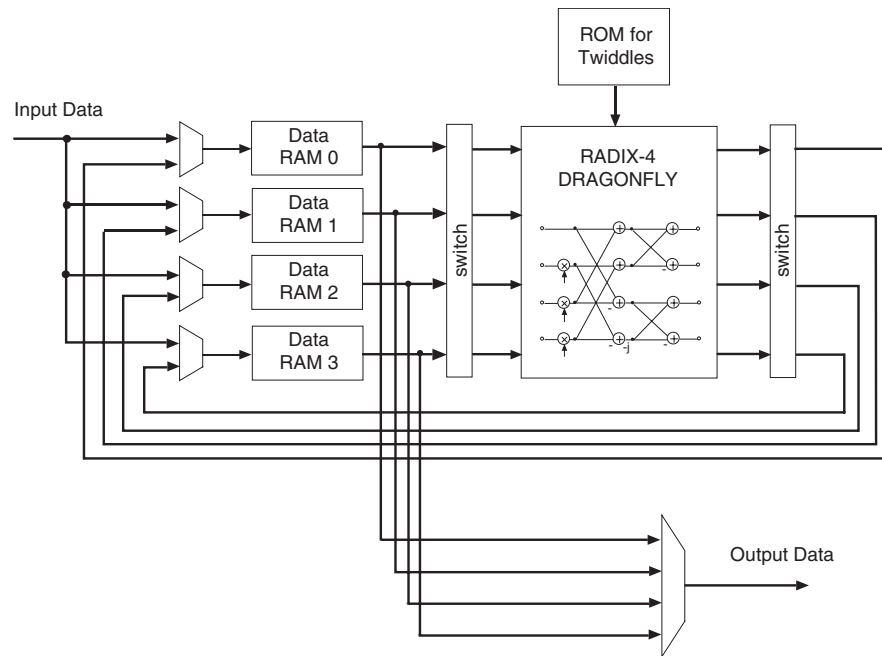 ROM for
Twiddles
Input Data
Data
RAM 0
Data
RAM 1
Data
RAM 2
Data
RAM 3
switch
RADIX-4
DRAGONFLY
-
-
-
-j
-
switch
Output Data